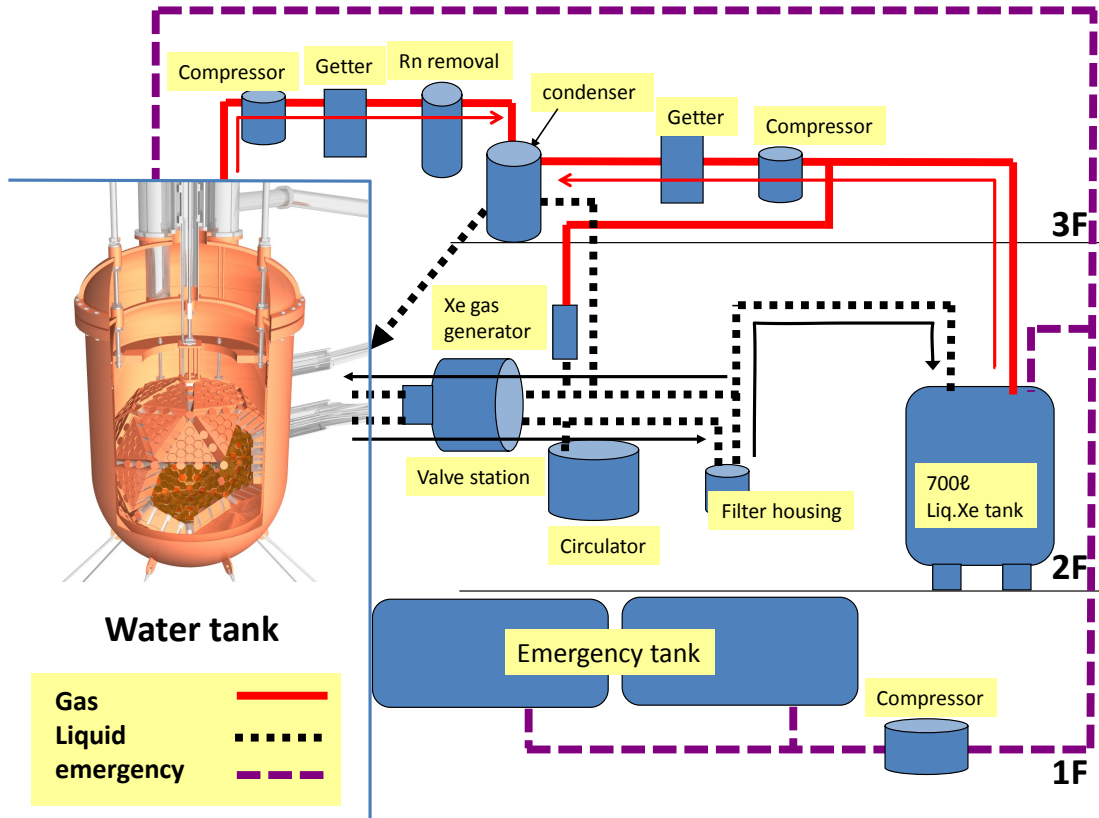 Compressor
Getter
Rn removal
condenser
Getter
Compressor
3F
Xe gas
generator
Valve station
Circulator
Filter housing
700ℓ
Liq.Xe tank
2F
Water tank
Emergency tank
Compressor
1F
Gas
Liquid
emergency